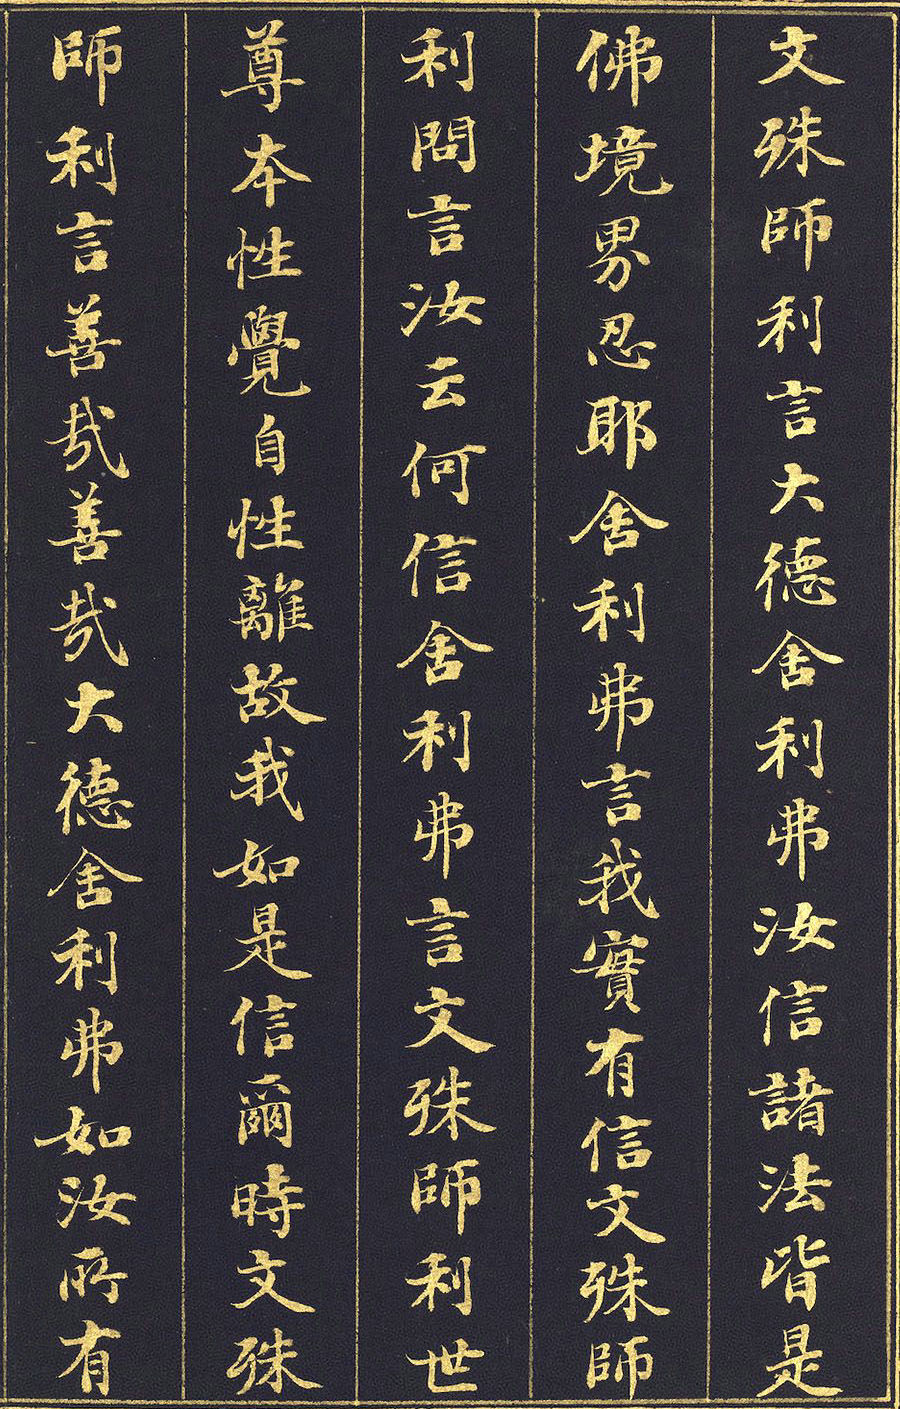 文殊師利言大德舍利弗汝信諸法皆是
佛境界忍耶舍利弗言我實有信文殊師
利問言汝云何信舍利弗言文殊師利世
尊本性覺自性離故我如是信爾時文殊
師利言善哉善哉大德舍利弗如汝所有